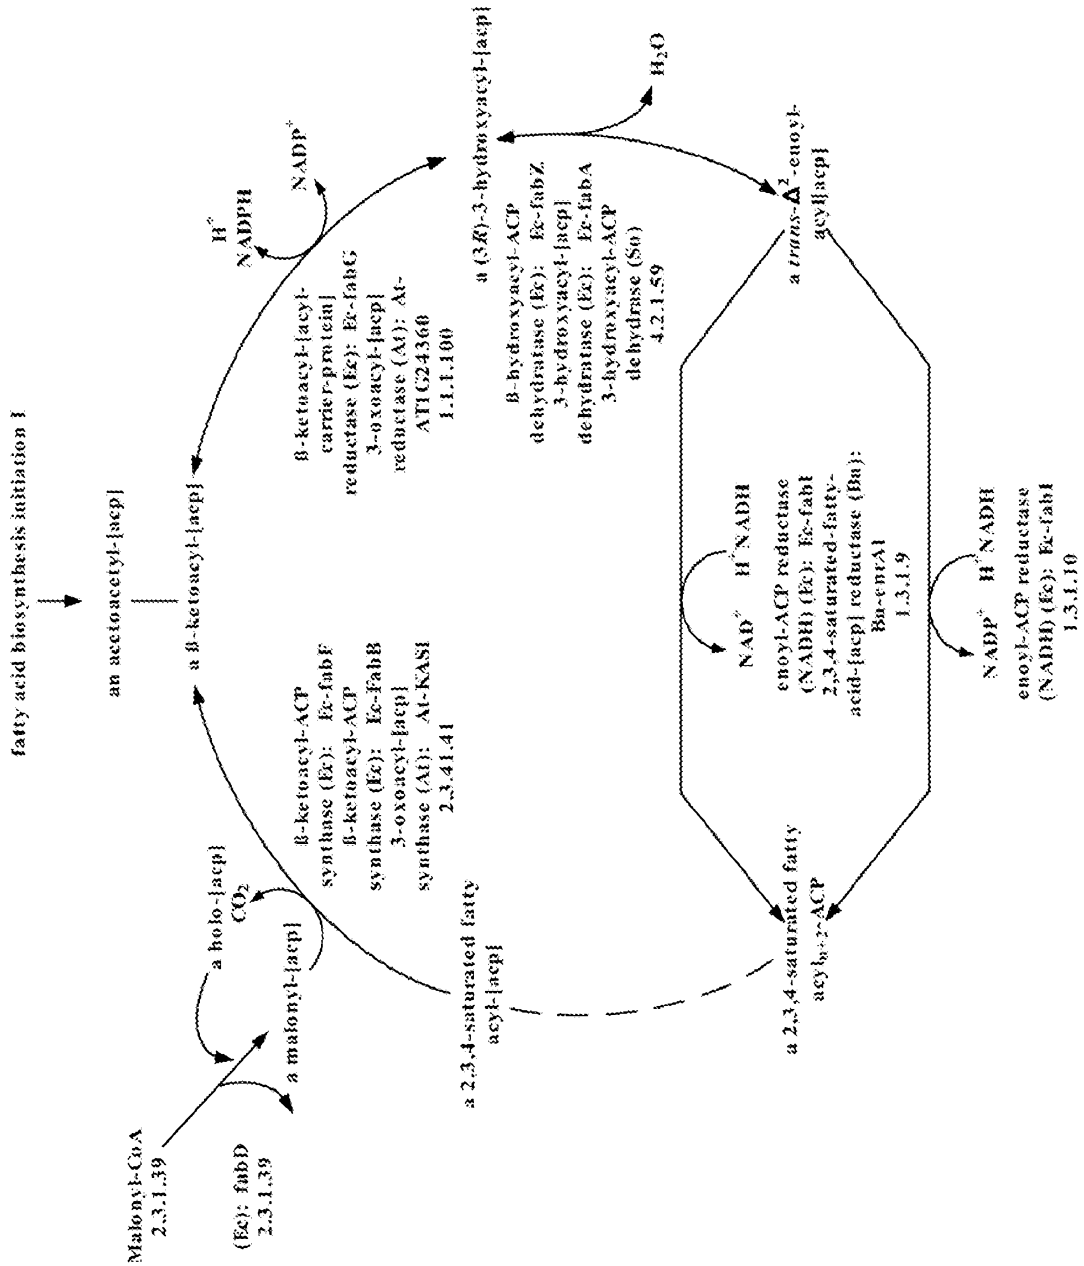 fatty acid biosynthesis initiation I
an acetoacetyl-[acp]
a ß-ketoacyl-[acp]
Malonyl-CoA
2.3.1.39
(Ec): fabD
2.3.1.39
a holo-[acp]
CO₂
a malonyl-[acp]
ß-ketoacyl-ACP
synthase (Ec): Ec-fabF
ß-ketoacyl-ACP
synthase (Ec): Ec-FabB
3-oxoacyl-[acp]
synthase (At): At-KASI
2.3.41.41
a 2,3,4-saturated fatty
acyl-[acp]
H⁺
NADPH
NADP⁺
ß-ketoacyl-[acyl-
carrier-protein]
reductase (Ec): Ec-fabG
3-oxoacyl-[acp]
reductase (At): At-
AT1G24360
1.1.1.100
a (3R)-3-hydroxyacyl-[acp]
H₂O
ß-hydroxyacyl-ACP
dehydratase (Ec): Ec-fabZ
3-hydroxyacyl-[acp]
dehydratase (Ec): Ec-fabA
3-hydroxyacyl-ACP
dehydrase (So)
4.2.1.59
a trans-Δ²-enoyl-
acyl[acp]
NAD⁺ H⁺NADH
enoyl-ACP reductase
(NADH) (Ec): Ec-fabI
2,3,4-saturated-fatty-
acid-[acp] reductase (Bn):
Bn-enrA1
1.3.1.9
NADP⁺ H⁺NADH
enoyl-ACP reductase
(NADH) (Ec): Ec-fabI
1.3.1.10
a 2,3,4-saturated fatty
acylₙ₊₂-ACP